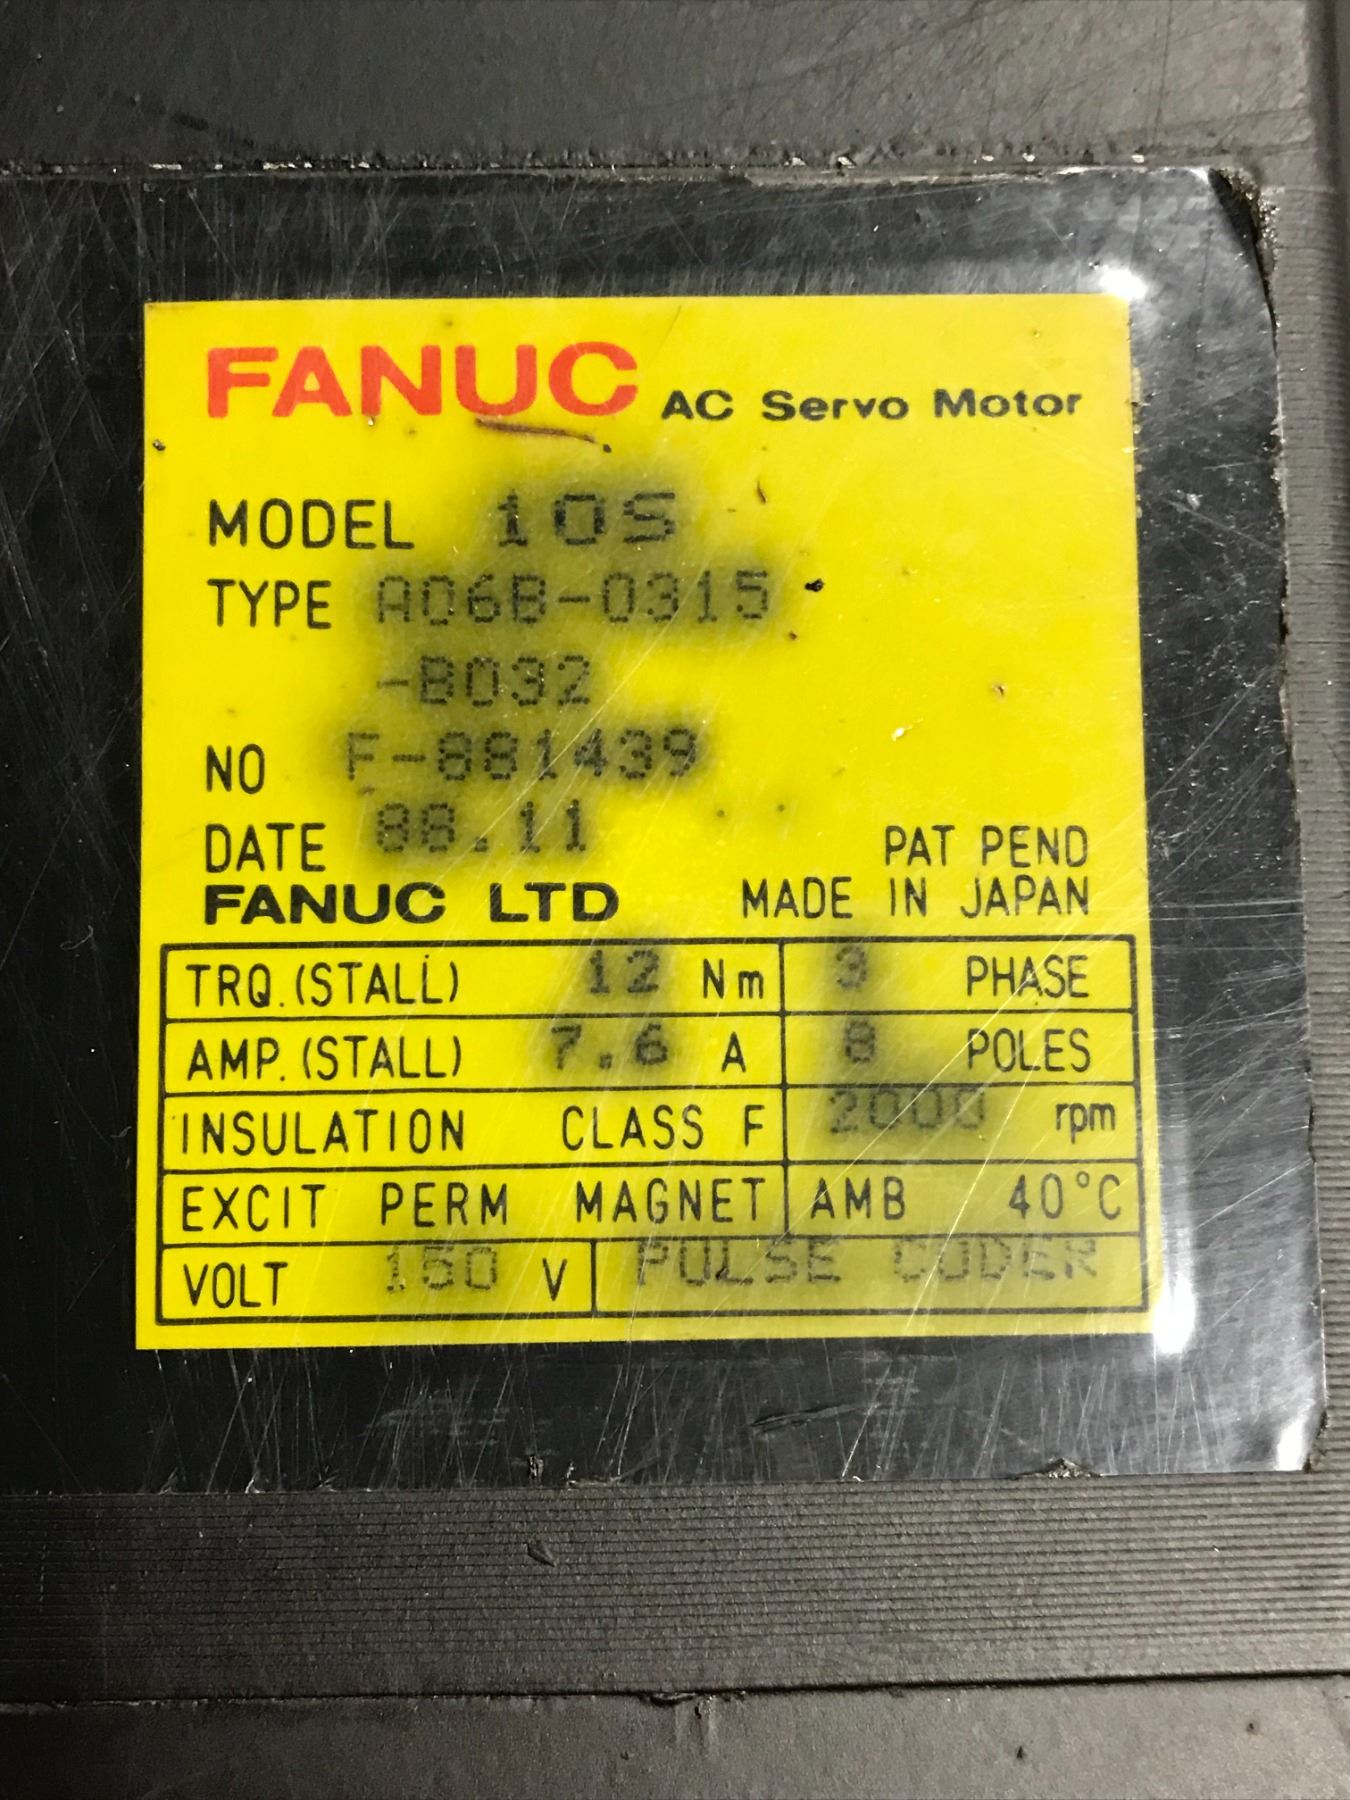 FANUC AC Servo Motor
MODEL 10S
TYPE A06B-0315
-B032
NO F-881439
DATE 88.11
PAT PEND
FANUC LTD MADE IN JAPAN
TRQ.(STALL) 12 Nm 3 PHASE
AMP.(STALL) 7.6 A 8 POLES
INSULATION CLASS F 2000 rpm
EXCIT PERM MAGNET AMB 40°C
VOLT 150 V PULSE CODER